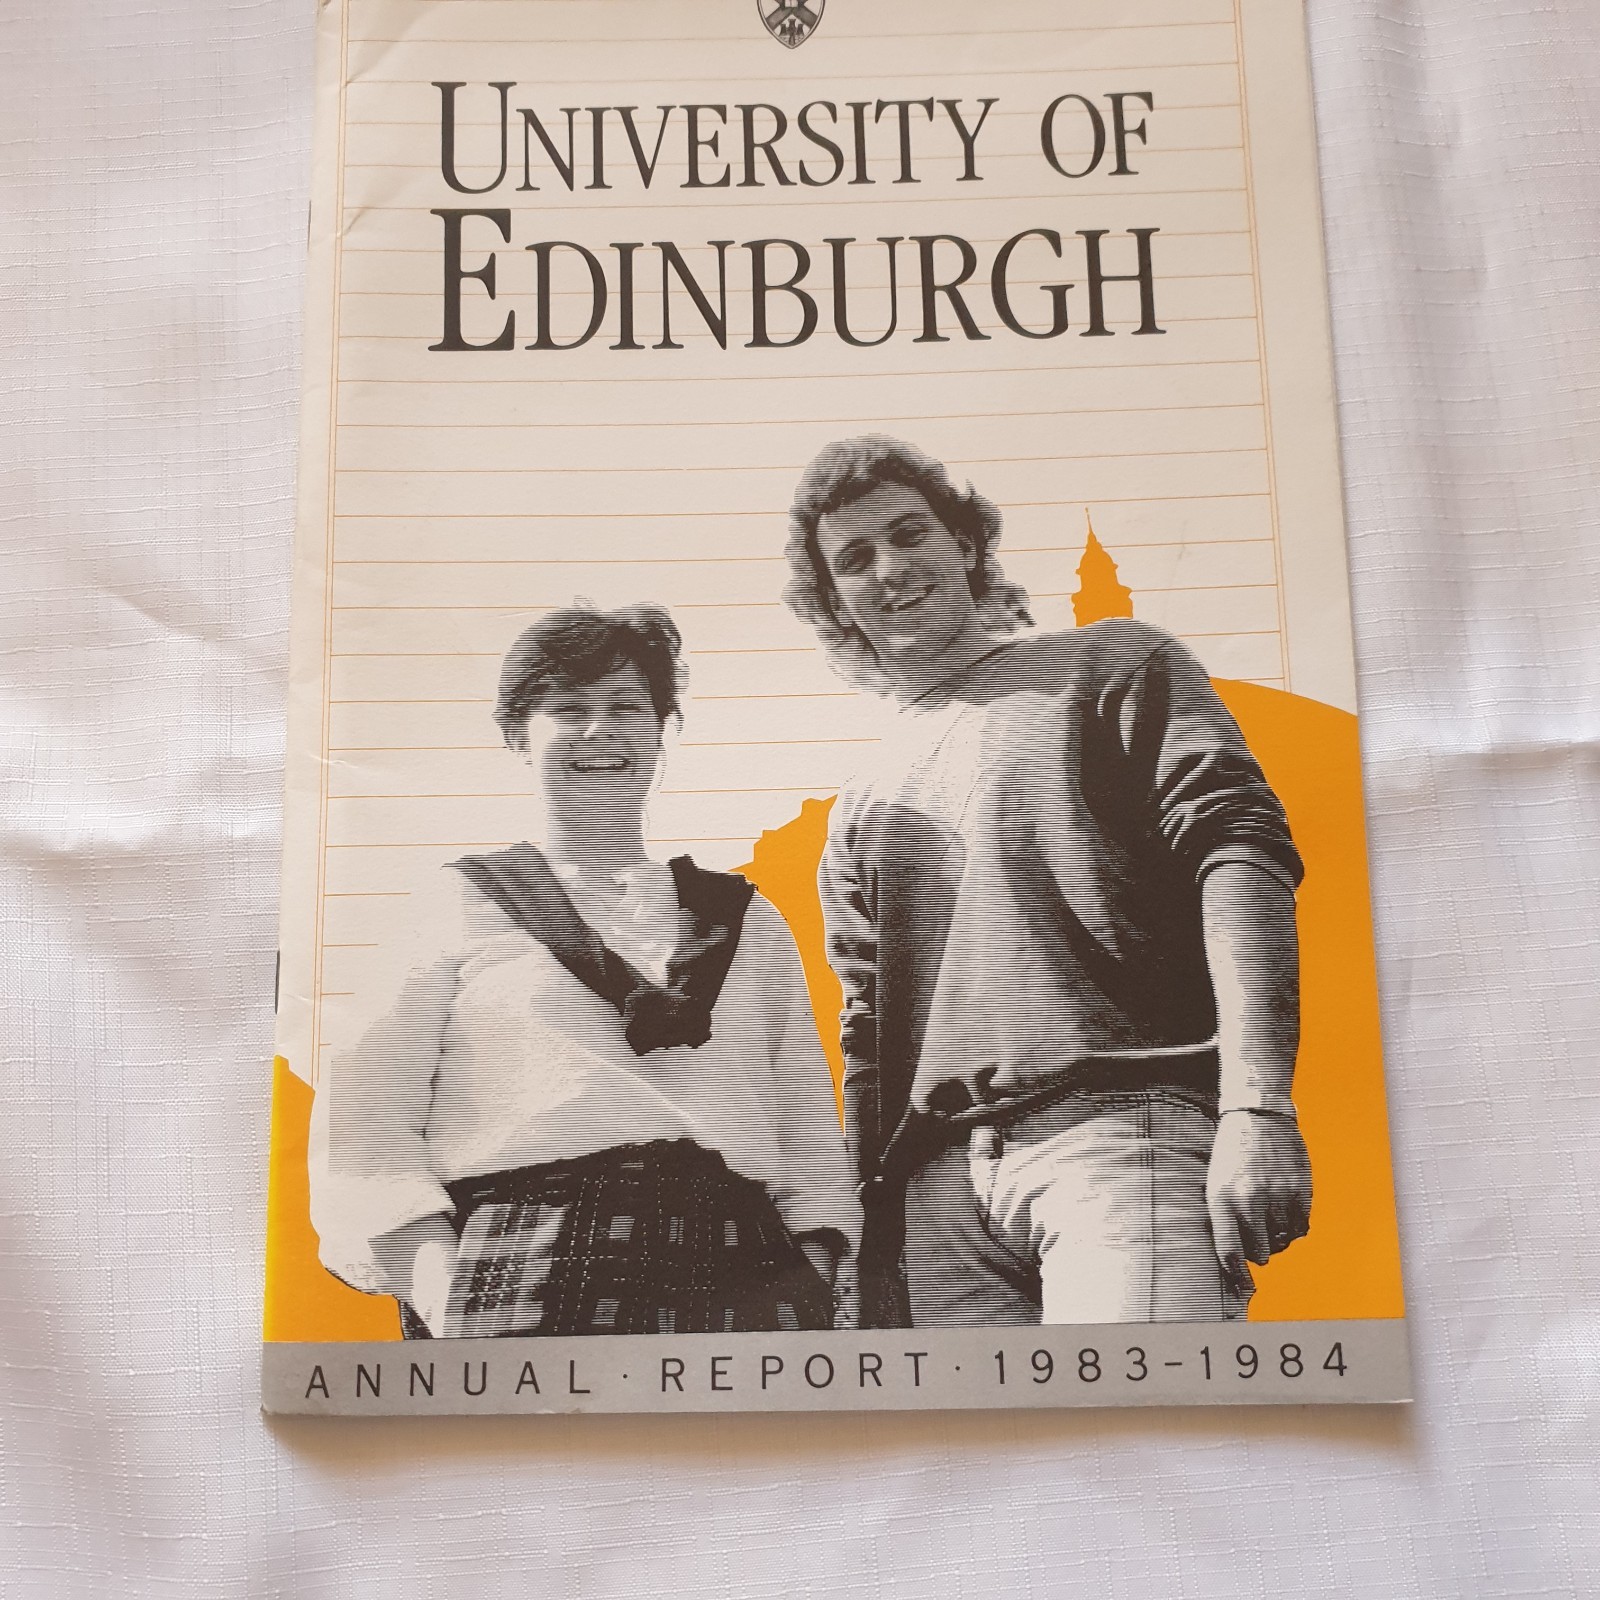 UNIVERSITY OF
EDINBURGH
ANNUAL · REPORT · 1983-1984